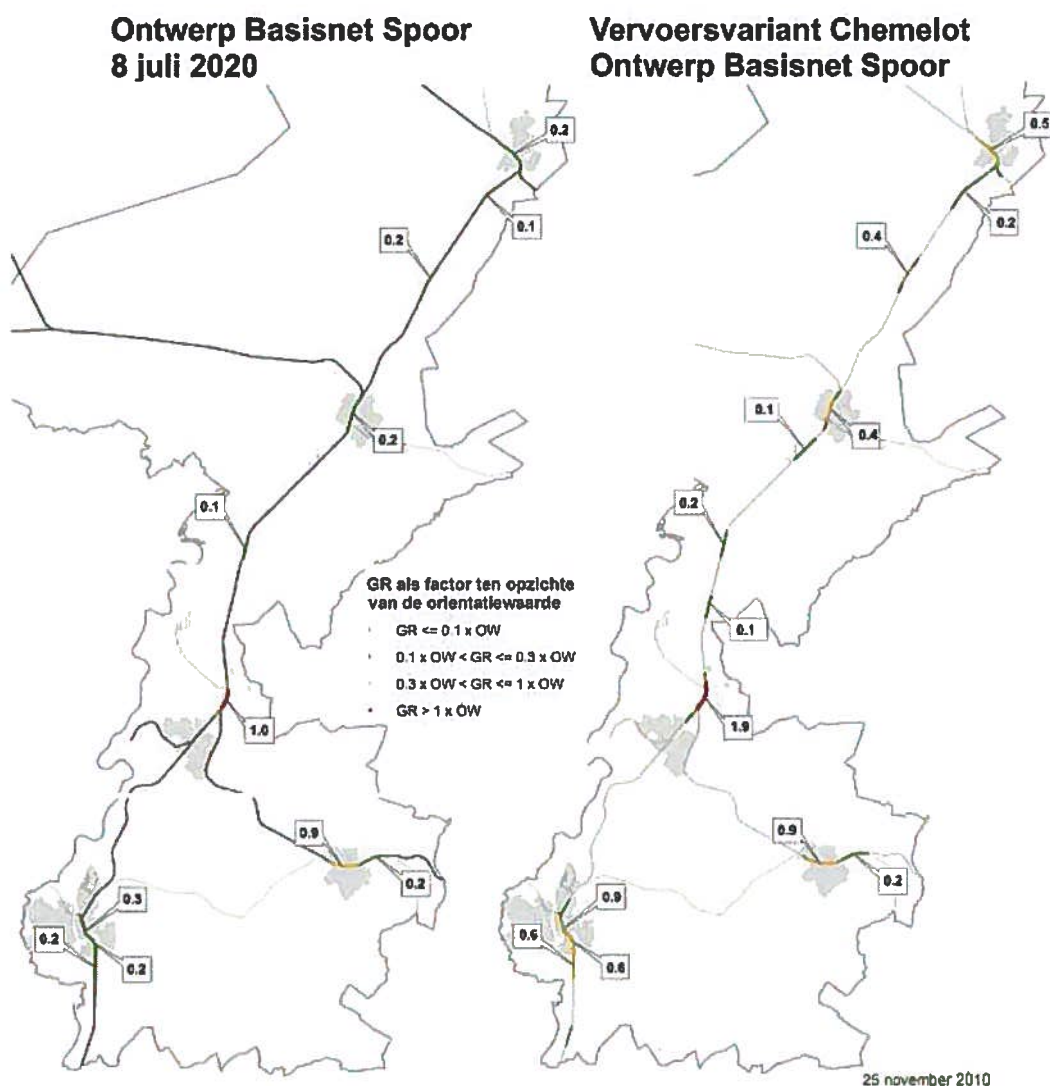 Ontwerp Basisnet Spoor
8 juli 2020
Vervoersvariant Chemelot
Ontwerp Basisnet Spoor
0.2
0.1
0.2
0.2
0.1
GR als factor ten opzichte
van de orientatiewaarde
GR <= 0.1 x OW
0.1 x OW < GR <= 0.3 x OW
0.3 x OW < GR <= 1 x OW
GR > 1 x OW
1.0
0.9
0.2
0.3
0.2
0.2
0.5
0.2
0.4
0.1
0.4
0.2
0.1
1.9
0.9
0.2
0.9
0.6
0.6
25 november 2010